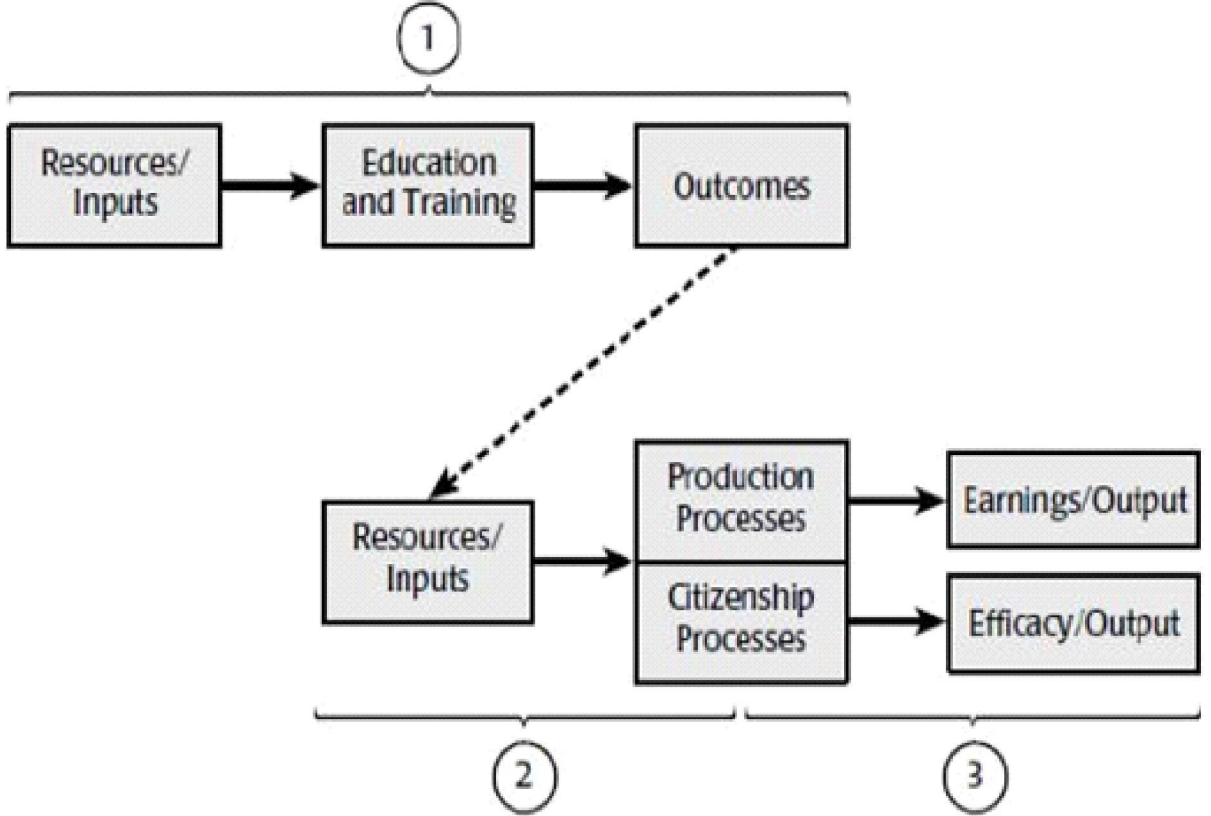 1
Resources/
Inputs
Education
and Training
Outcomes
Resources/
Inputs
Production
Processes
Citizenship
Processes
Earnings/Output
Efficacy/Output
2
3